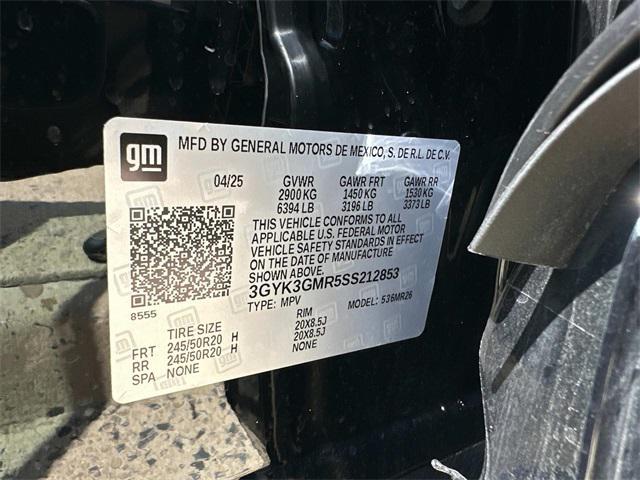 gm
MFD BY GENERAL MOTORS DE MEXICO, S. DE R.L. DE C.V.
04/25 GVWR GAWR FRT GAWR RR
2900 KG 1450 KG 1530 KG
6394 LB 3196 LB 3373 LB
THIS VEHICLE CONFORMS TO ALL
APPLICABLE U.S. FEDERAL MOTOR
VEHICLE SAFETY STANDARDS IN EFFECT
ON THE DATE OF MANUFACTURE
SHOWN ABOVE.
3GYK3GMR5SS212853
8555 TYPE: MPV MODEL: 536MR26
TIRE SIZE RIM
FRT 245/50R20 H 20X8.5J
RR 245/50R20 H 20X8.5J
SPA NONE NONE